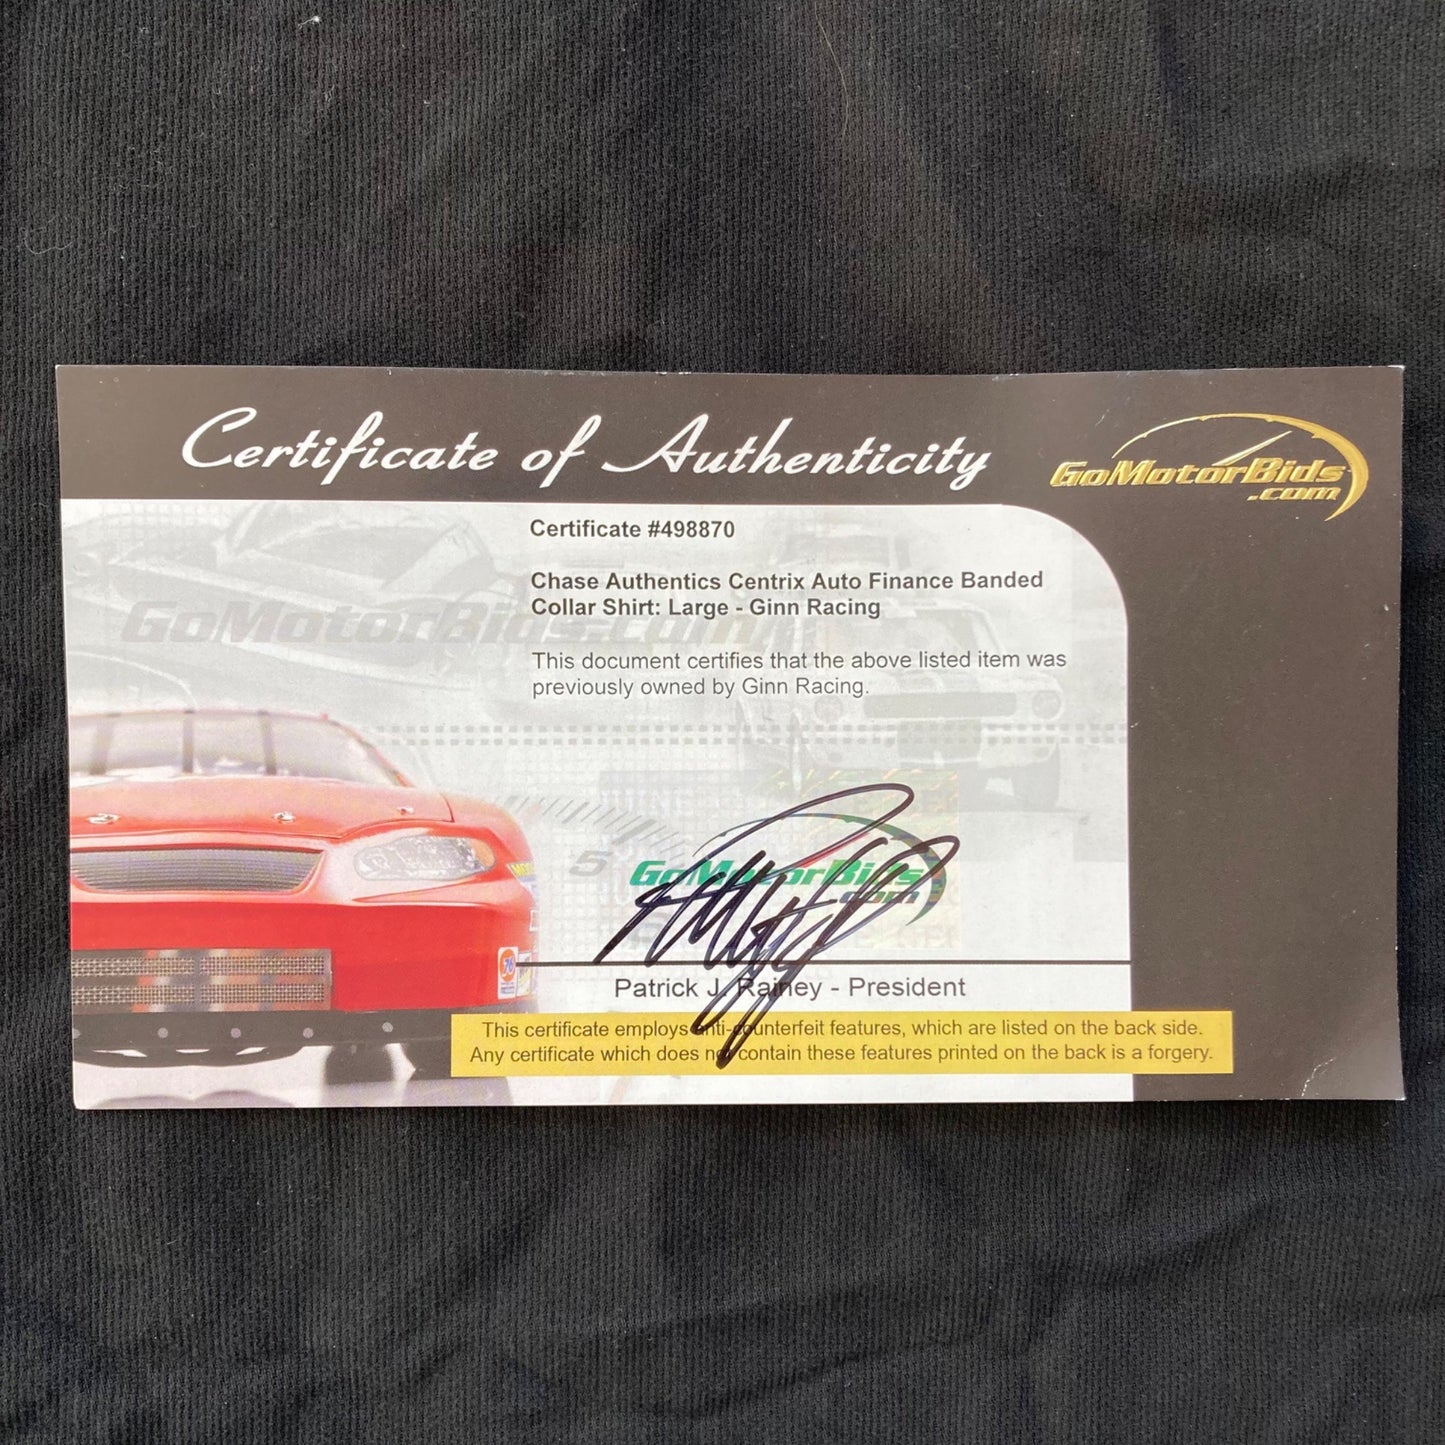 Certificate of Authenticity
GoMotorBids
.com
Certificate #498870
Chase Authentics Centrix Auto Finance Banded
Collar Shirt: Large - Ginn Racing
GoMotorBids.com
This document certifies that the above listed item was
previously owned by Ginn Racing.
5
GoMotorBids
.com
76
Patrick J. Rainey - President
This certificate employs anti-counterfeit features, which are listed on the back side.
Any certificate which does not contain these features printed on the back is a forgery.